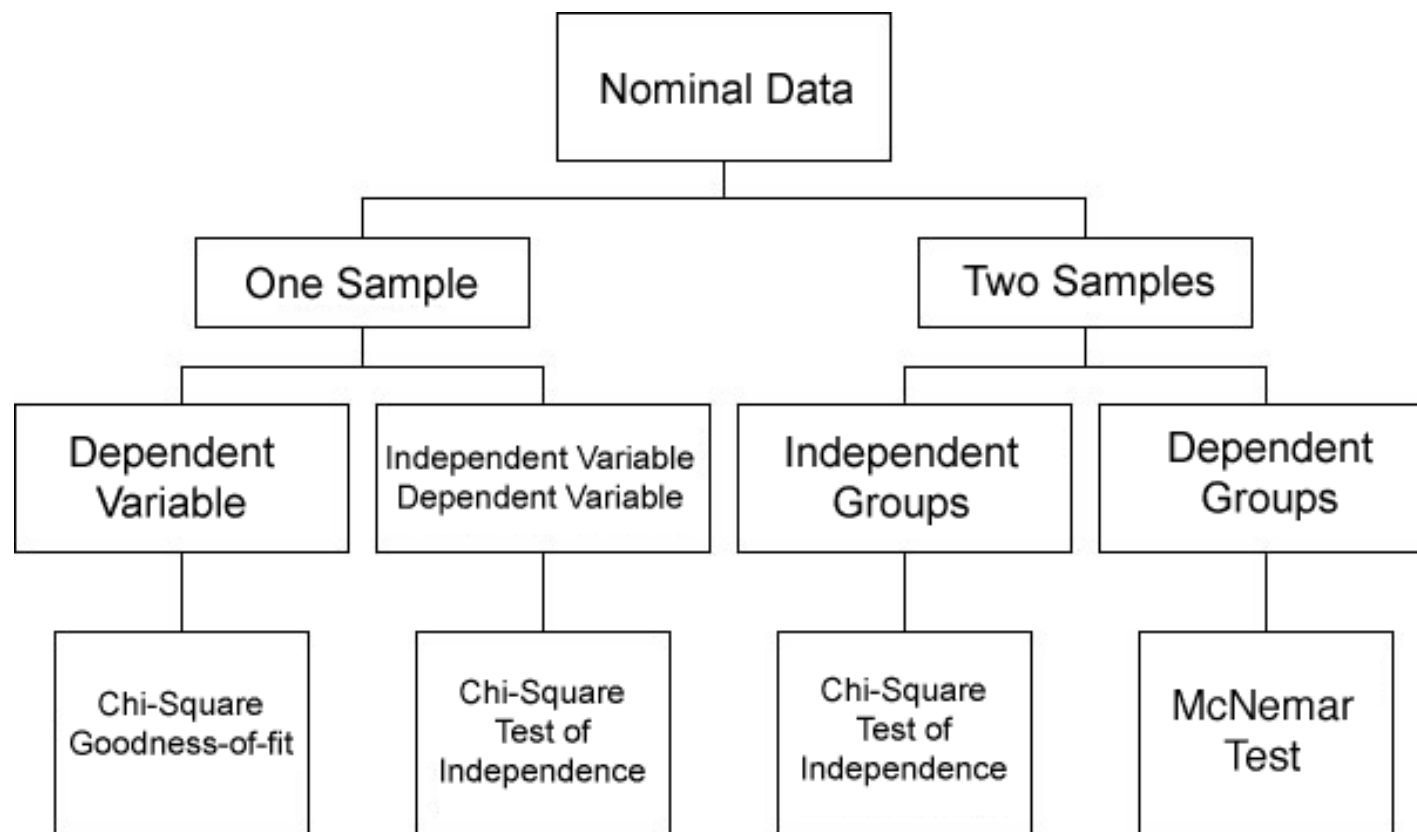 Nominal Data
One Sample
Two Samples
Dependent
Variable
Independent Variable
Dependent Variable
Independent
Groups
Dependent
Groups
Chi-Square
Goodness-of-fit
Chi-Square
Test of
Independence
Chi-Square
Test of
Independence
McNemar
Test